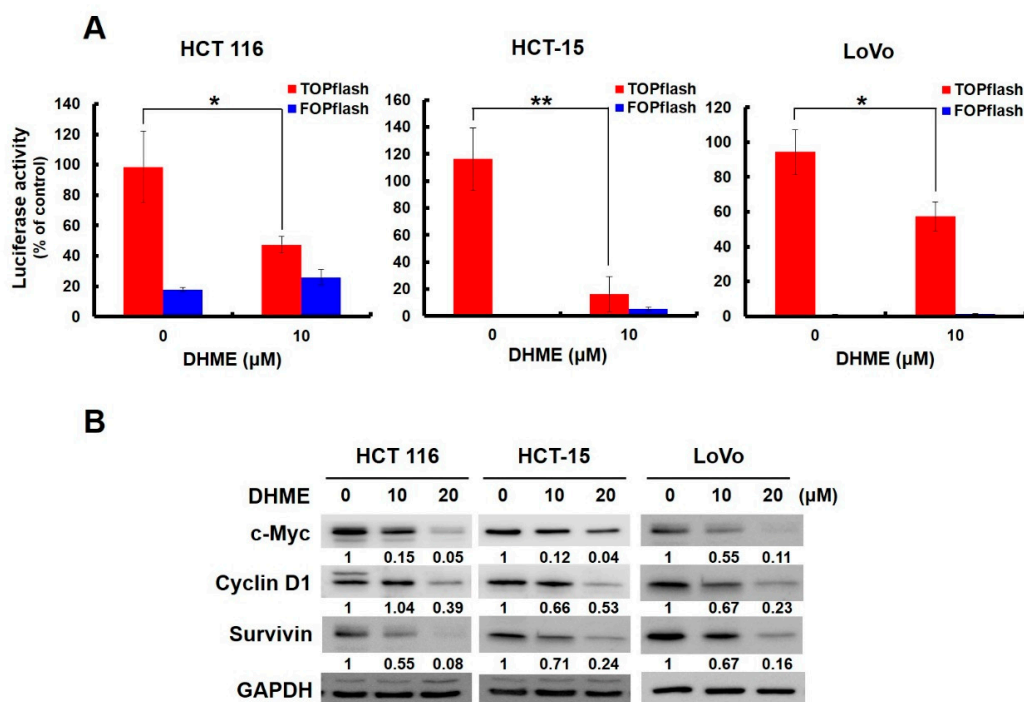 A
HCT 116
TOPflash
FOPflash
*
Luciferase activity
(% of control)
140
120
100
80
60
40
20
0
0 10
DHME (µM)
HCT-15
TOPflash
FOPflash
**
160
140
120
100
80
60
40
20
0
0 10
DHME (µM)
LoVo
TOPflash
FOPflash
*
120
100
80
60
40
20
0
0 10
DHME (µM)
B
HCT 116 HCT-15 LoVo
DHME 0 10 20 0 10 20 0 10 20 (µM)
c-Myc
1 0.15 0.05 1 0.12 0.04 1 0.55 0.11
Cyclin D1
1 1.04 0.39 1 0.66 0.53 1 0.67 0.23
Survivin
1 0.55 0.08 1 0.71 0.24 1 0.67 0.16
GAPDH